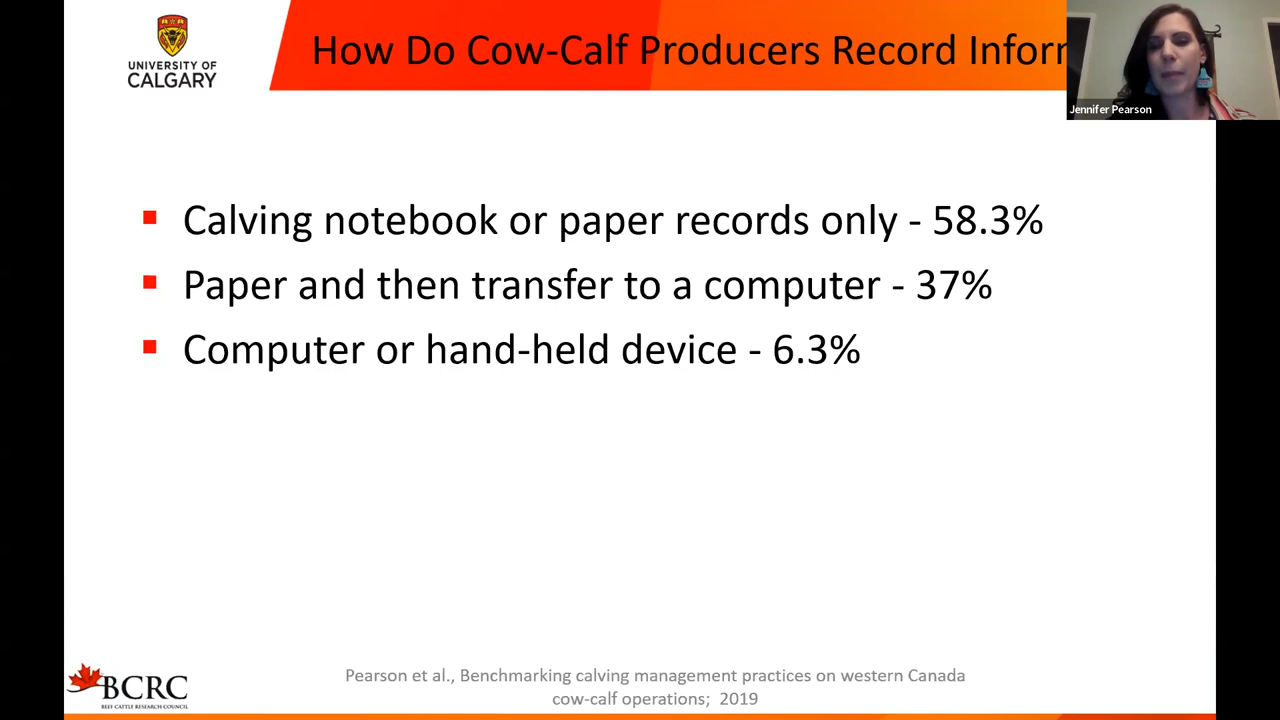 UNIVERSITY OF
CALGARY
How Do Cow-Calf Producers Record Infor
Jennifer Pearson
▪ Calving notebook or paper records only - 58.3%
▪ Paper and then transfer to a computer - 37%
▪ Computer or hand-held device - 6.3%
BCRC
BEEF CATTLE RESEARCH COUNCIL
Pearson et al., Benchmarking calving management practices on western Canada
cow-calf operations; 2019